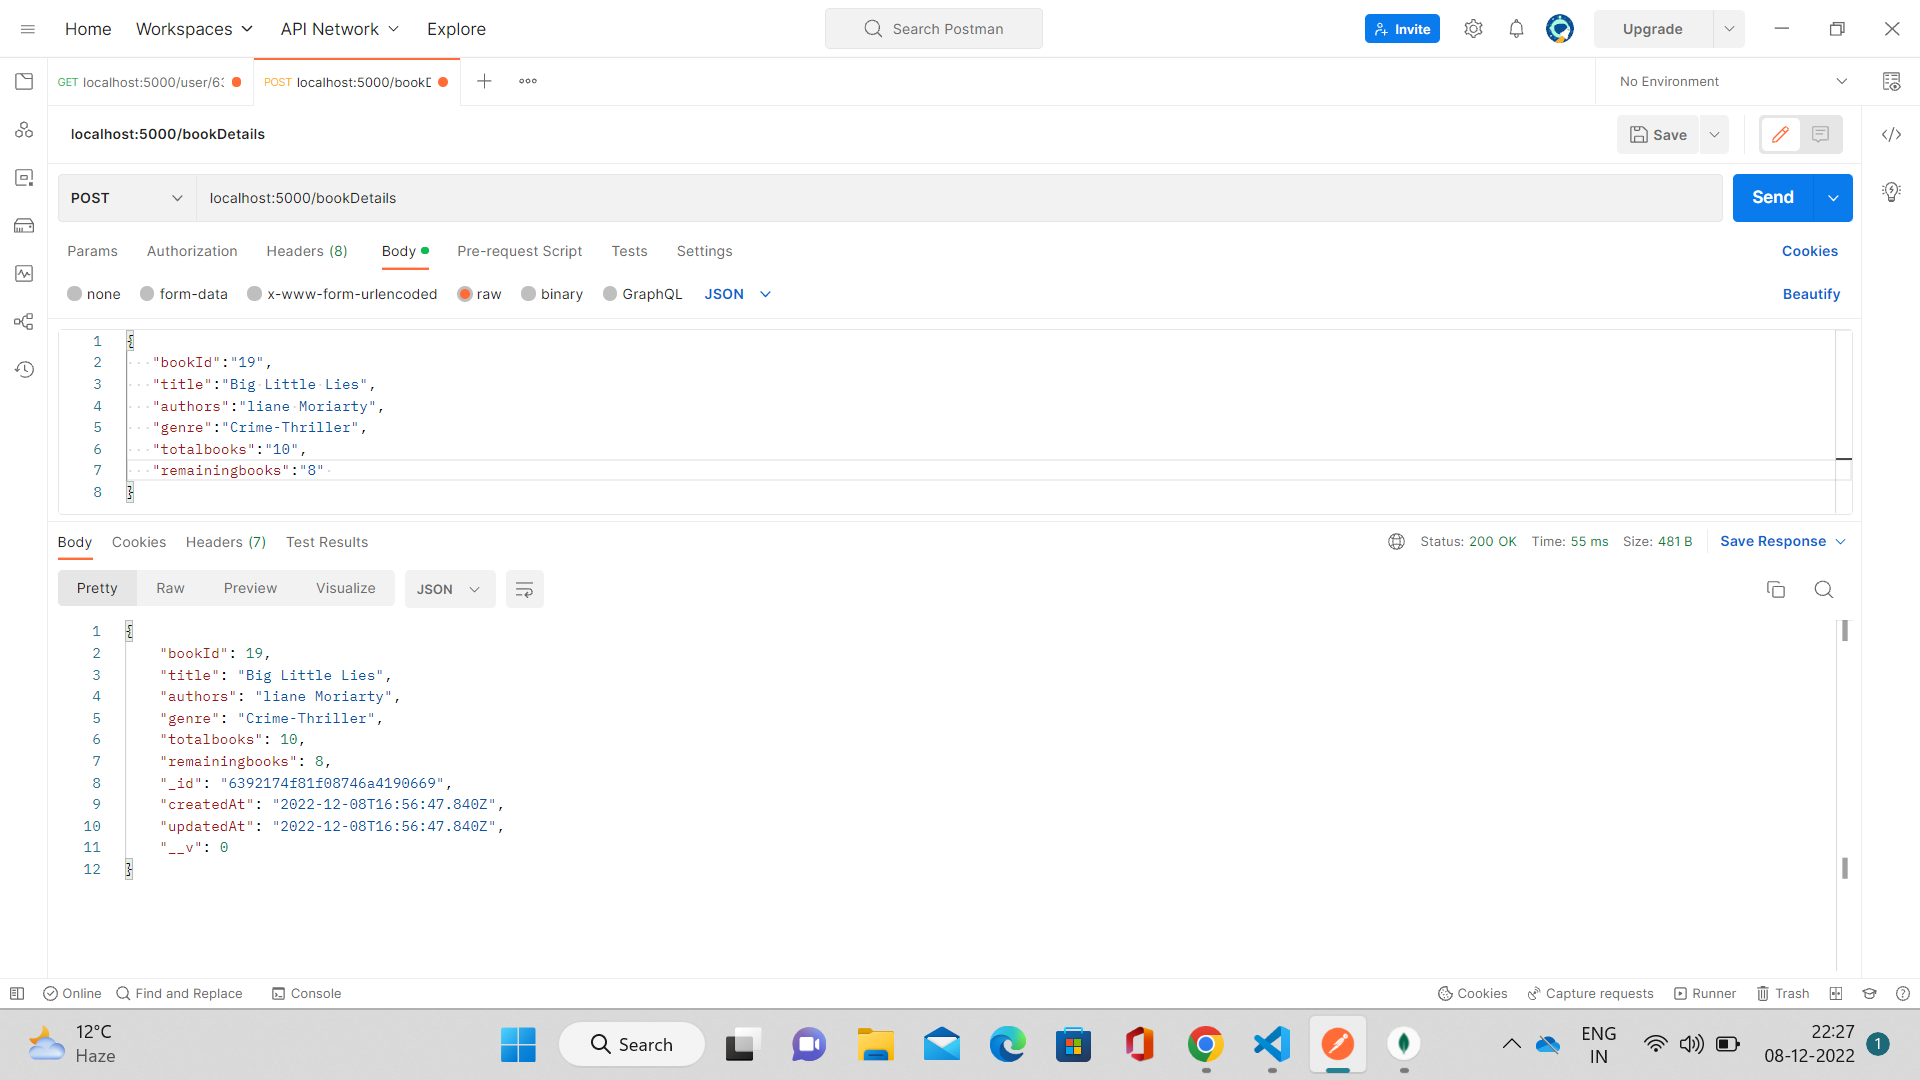 Home Workspaces API Network Explore Search Postman Invite Upgrade
GET localhost:5000/user/63 POST localhost:5000/bookD No Environment
localhost:5000/bookDetails Save
POST localhost:5000/bookDetails Send
Params Authorization Headers (8) Body Pre-request Script Tests Settings Cookies
none form-data x-www-form-urlencoded raw binary GraphQL JSON Beautify
1 {
2 "bookId":"19",
3 "title":"Big Little Lies",
4 "authors":"liane Moriarty",
5 "genre":"Crime-Thriller",
6 "totalbooks":"10",
7 "remainingbooks":"8"
8 }
Body Cookies Headers (7) Test Results Status: 200 OK Time: 55 ms Size: 481 B Save Response
Pretty Raw Preview Visualize JSON
1 {
2 "bookId": 19,
3 "title": "Big Little Lies",
4 "authors": "liane Moriarty",
5 "genre": "Crime-Thriller",
6 "totalbooks": 10,
7 "remainingbooks": 8,
8 "_id": "6392174f81f08746a4190669",
9 "createdAt": "2022-12-08T16:56:47.840Z",
10 "updatedAt": "2022-12-08T16:56:47.840Z",
11 "__v": 0
12 }
Online Find and Replace Console Cookies Capture requests Runner Trash
12°C
Haze
Search
ENG
IN
22:27
08-12-2022
1